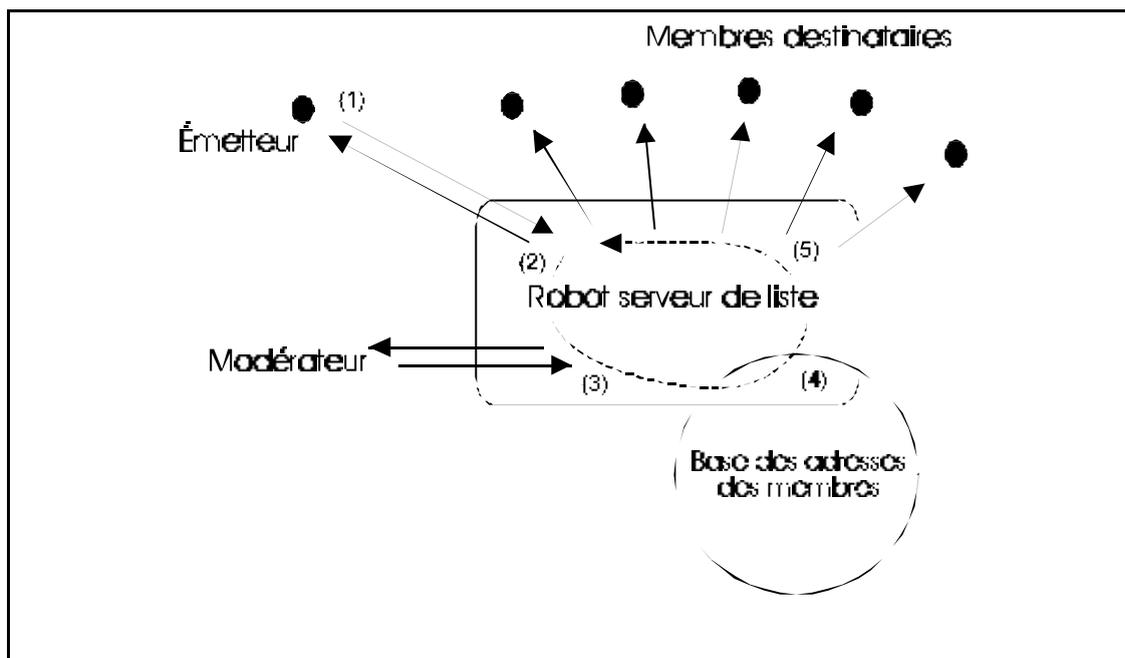 Membres destinataires
(1)
Émetteur
(5)
(2)
Robot serveur de liste
Modérateur
(3)
(4)
Base des adresses
des membres